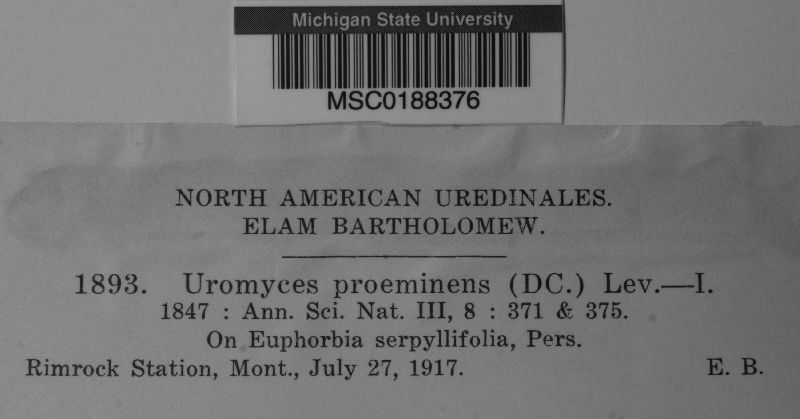 Michigan State University
MSC0188376
NORTH AMERICAN UREDINALES.
ELAM BARTHOLOMEW.
1893. Uromyces proeminens (DC.) Lev.—I.
1847 : Ann. Sci. Nat. III, 8 : 371 & 375.
On Euphorbia serpyllifolia, Pers.
Rimrock Station, Mont., July 27, 1917. E. B.